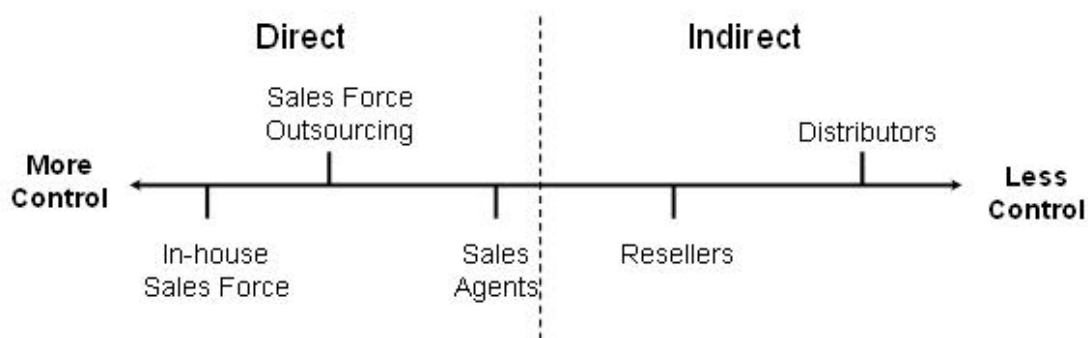 Direct
Indirect
Sales Force
Outsourcing
Distributors
More
Control
Less
Control
In-house
Sales Force
Sales
Agents
Resellers